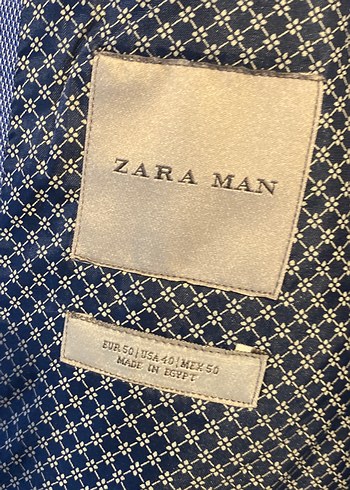 ZARA MAN
EUR 50 | USA 40 | MEX 50
MADE IN EGYPT